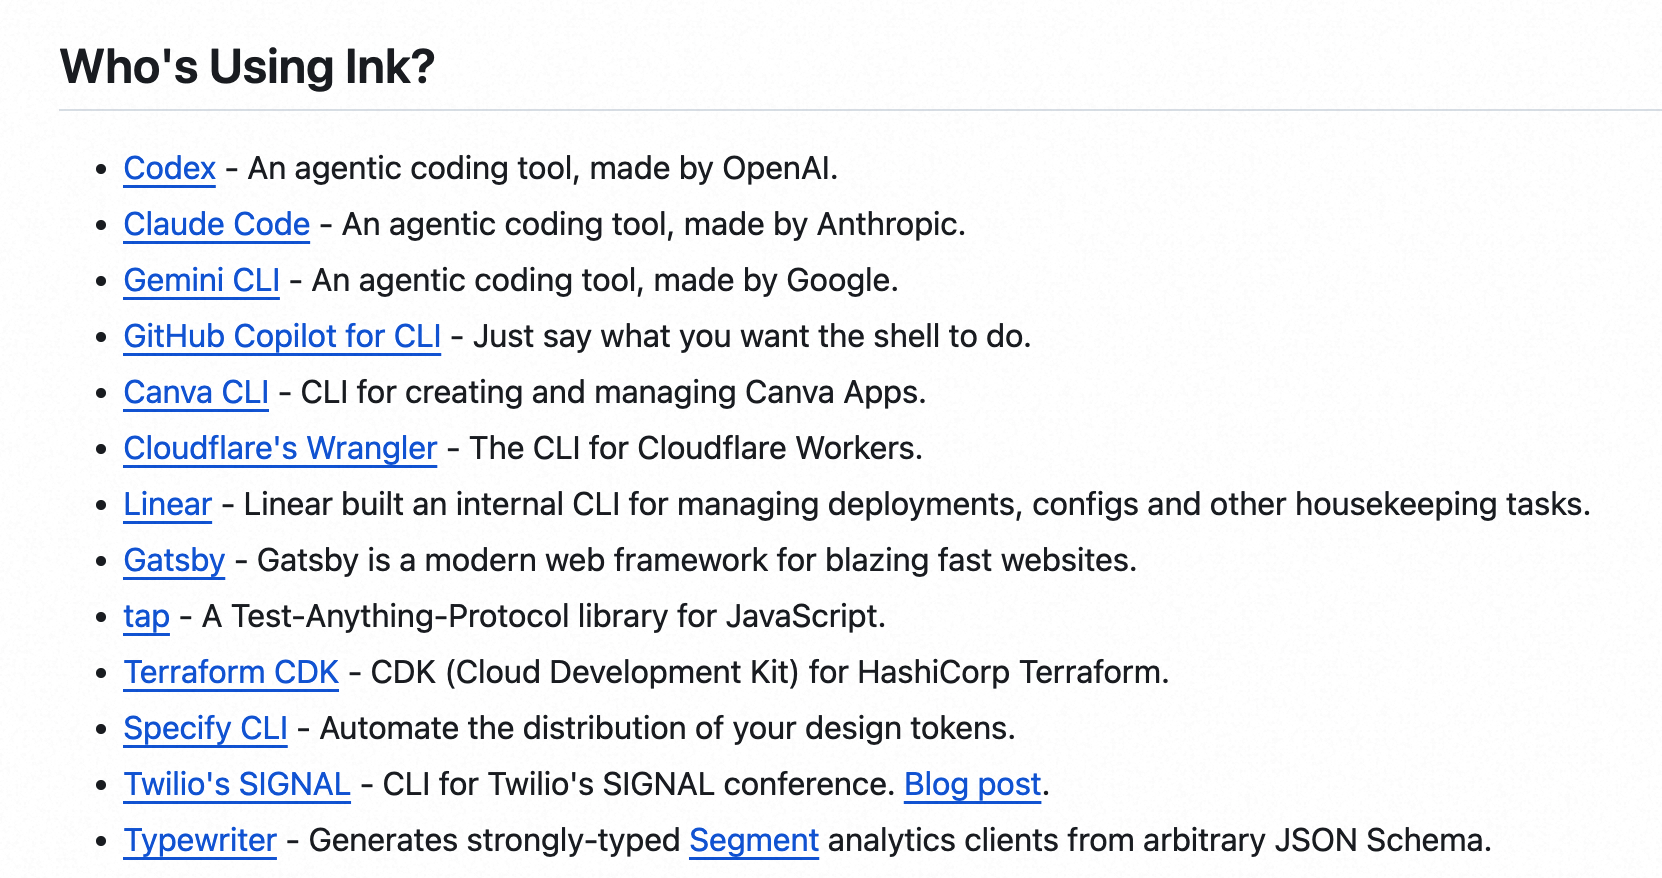 Who's Using Ink?
• Codex - An agentic coding tool, made by OpenAI.
• Claude Code - An agentic coding tool, made by Anthropic.
• Gemini CLI - An agentic coding tool, made by Google.
• GitHub Copilot for CLI - Just say what you want the shell to do.
• Canva CLI - CLI for creating and managing Canva Apps.
• Cloudflare's Wrangler - The CLI for Cloudflare Workers.
• Linear - Linear built an internal CLI for managing deployments, configs and other housekeeping tasks.
• Gatsby - Gatsby is a modern web framework for blazing fast websites.
• tap - A Test-Anything-Protocol library for JavaScript.
• Terraform CDK - CDK (Cloud Development Kit) for HashiCorp Terraform.
• Specify CLI - Automate the distribution of your design tokens.
• Twilio's SIGNAL - CLI for Twilio's SIGNAL conference. Blog post.
• Typewriter - Generates strongly-typed Segment analytics clients from arbitrary JSON Schema.